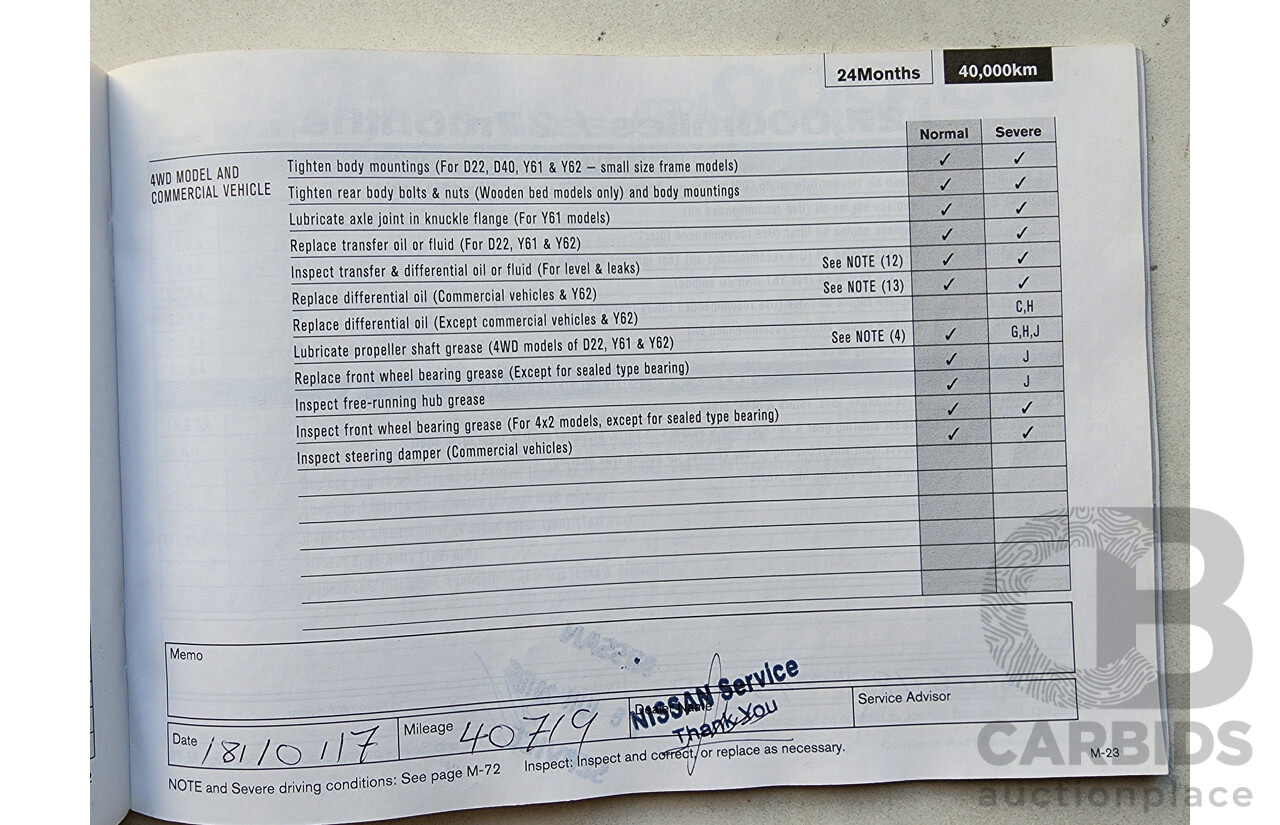 24Months 40,000km
Normal Severe
4WD MODEL AND
COMMERCIAL VEHICLE
Tighten body mountings (For D22, D40, Y61 & Y62 – small size frame models) ✓ ✓
Tighten rear body bolts & nuts (Wooden bed models only) and body mountings ✓ ✓
Lubricate axle joint in knuckle flange (For Y61 models) ✓ ✓
Replace transfer oil or fluid (For D22, Y61 & Y62) ✓ ✓
Inspect transfer & differential oil or fluid (For level & leaks) See NOTE (12) ✓ ✓
Replace differential oil (Commercial vehicles & Y62) See NOTE (13) ✓ ✓
Replace differential oil (Except commercial vehicles & Y62) C,H
Lubricate propeller shaft grease (4WD models of D22, Y61 & Y62) See NOTE (4) ✓ G,H,J
Replace front wheel bearing grease (Except for sealed type bearing) ✓ J
Inspect free-running hub grease ✓ J
Inspect front wheel bearing grease (For 4x2 models, except for sealed type bearing) ✓ ✓
Inspect steering damper (Commercial vehicles) ✓ ✓
Memo
Date 18/10/17 Mileage 40719 Dealer Name Service Advisor
NISSAN Service
Thank You
NOTE and Severe driving conditions: See page M-72 Inspect: Inspect and correct, or replace as necessary.
M-23
CB
CARBIDS
auctionplace